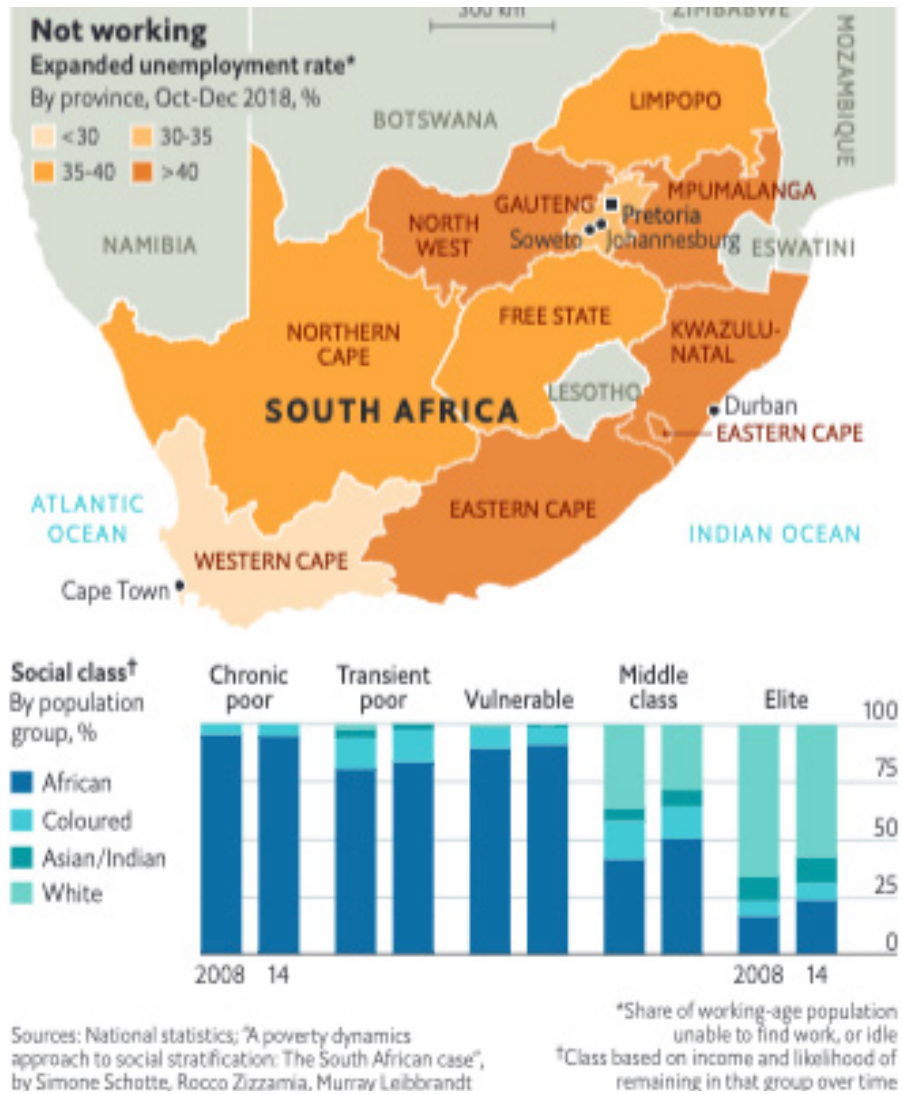 Not working
Expanded unemployment rate*
By province, Oct-Dec 2018, %
<30
30-35
35-40
>40
300 km
ZIMBABWE
MOZAMBIQUE
BOTSWANA
LIMPOPO
NAMIBIA
GAUTENG
MPUMALANGA
NORTH
WEST
Pretoria
Soweto
Johannesburg
ESWATINI
NORTHERN
CAPE
FREE STATE
KWAZULU-
NATAL
LESOTHO
SOUTH AFRICA
Durban
EASTERN CAPE
ATLANTIC
OCEAN
EASTERN CAPE
INDIAN OCEAN
WESTERN CAPE
Cape Town
Social class†
By population
group, %
African
Coloured
Asian/Indian
White
Chronic
poor
Transient
poor
Vulnerable
Middle
class
Elite
100
75
50
25
0
2008 14
2008 14
Sources: National statistics; "A poverty dynamics
approach to social stratification: The South African case",
by Simone Schotte, Rocco Zizzamia, Murray Leibbrandt
*Share of working-age population
unable to find work, or idle
†Class based on income and likelihood of
remaining in that group over time